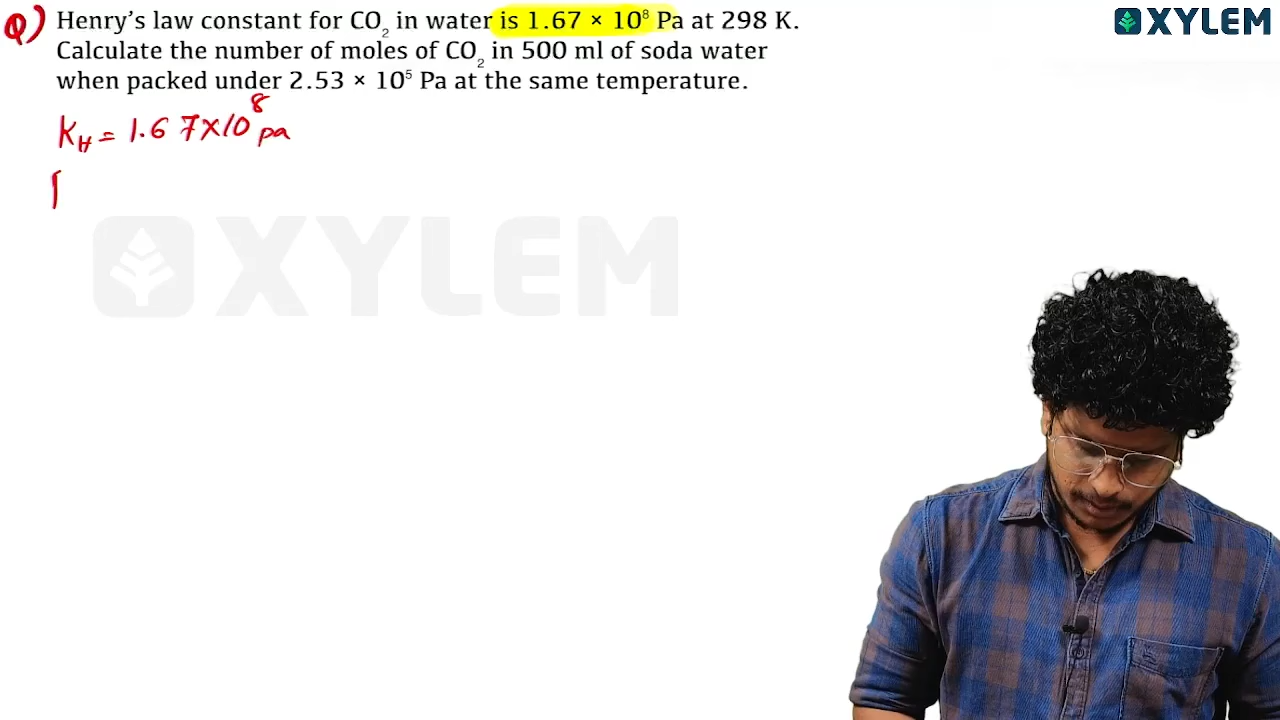 Q) Henry’s law constant for CO₂ in water is 1.67 × 10⁸ Pa at 298 K.
Calculate the number of moles of CO₂ in 500 ml of soda water
when packed under 2.53 × 10⁵ Pa at the same temperature.
K_H = 1.67×10⁸ pa
XYLEM
XYLEM